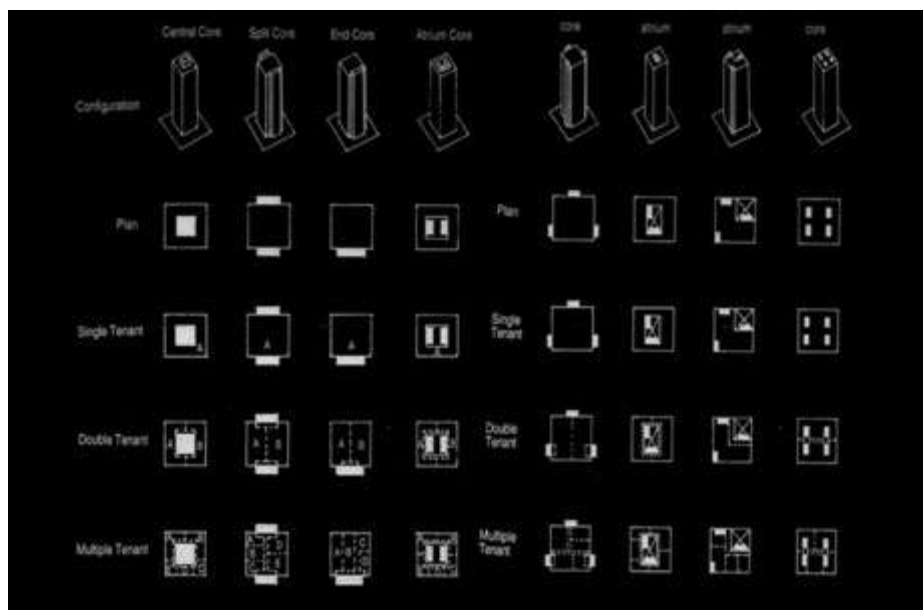 Central Core Split Core End Core Atrium Core core atrium atrium core
Configuration
Plan Plan
A A A Single
Single Tenant Tenant
Double Tenant A B A B A B Double
Tenant
Multiple Tenant Multiple
Tenant